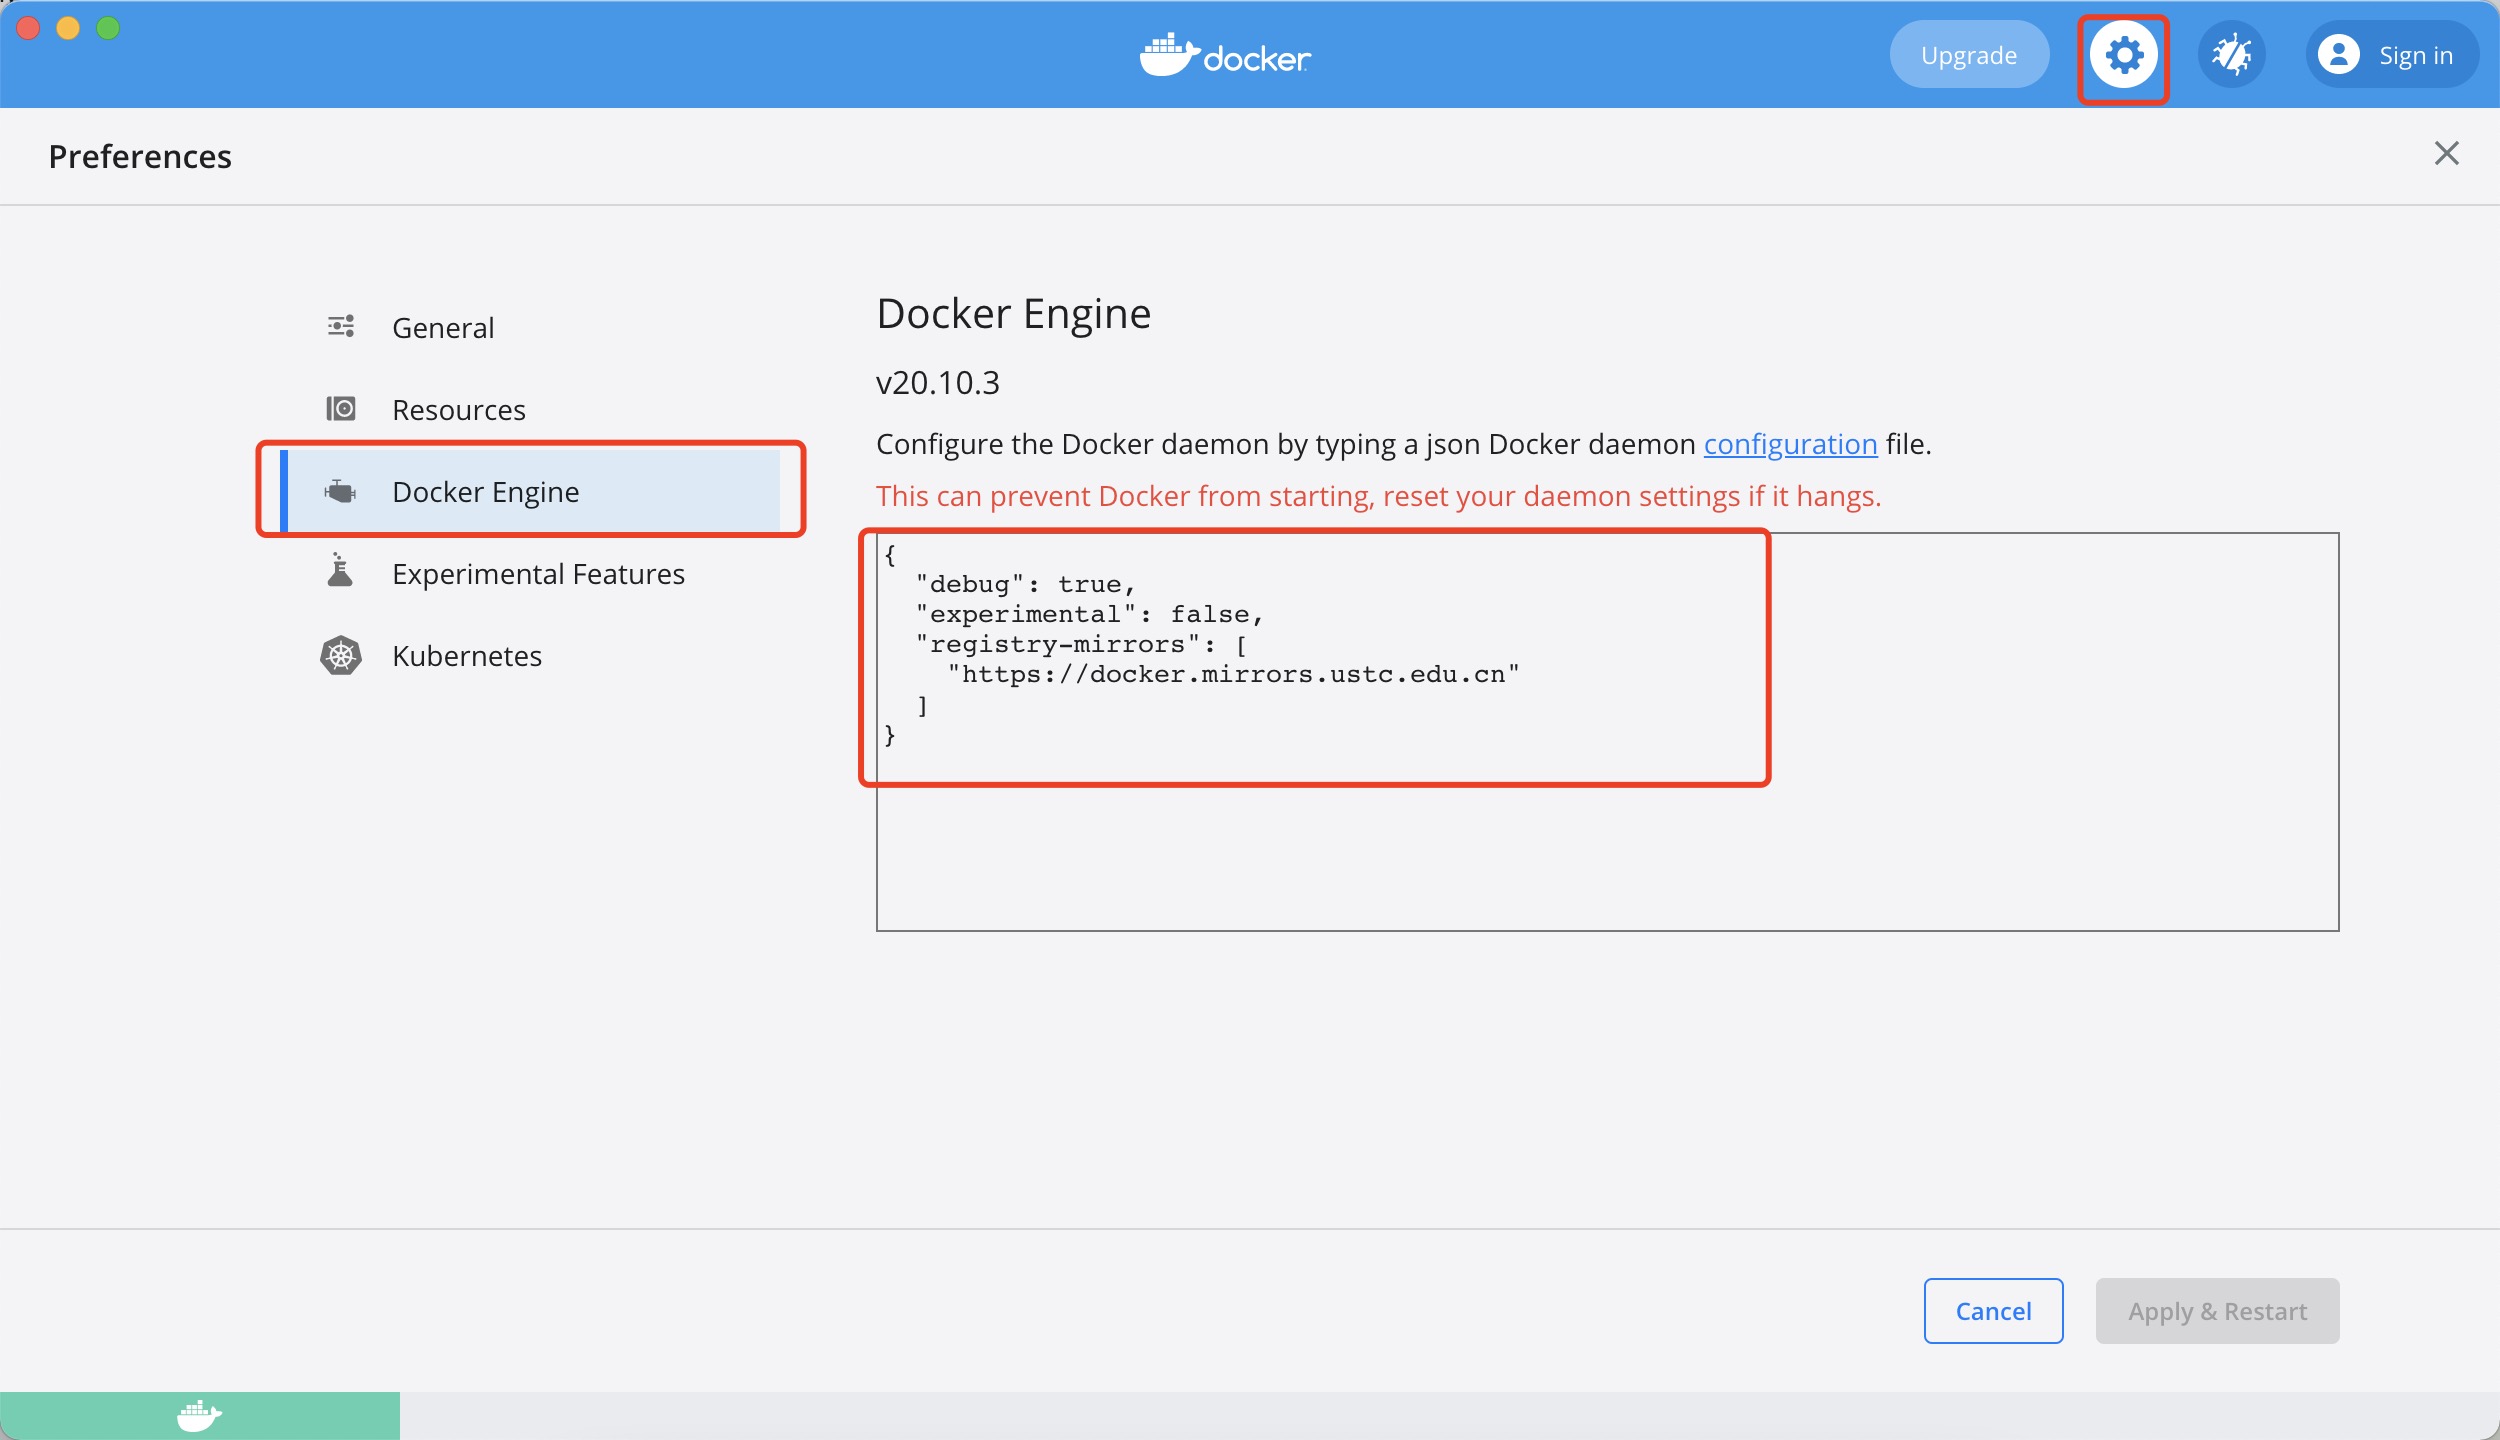 docker
Upgrade
Sign in
Preferences
General
Resources
Docker Engine
Experimental Features
Kubernetes
Docker Engine
v20.10.3
Configure the Docker daemon by typing a json Docker daemon configuration file.
This can prevent Docker from starting, reset your daemon settings if it hangs.
{
  "debug": true,
  "experimental": false,
  "registry-mirrors": [
    "https://docker.mirrors.ustc.edu.cn"
  ]
}
Cancel
Apply & Restart